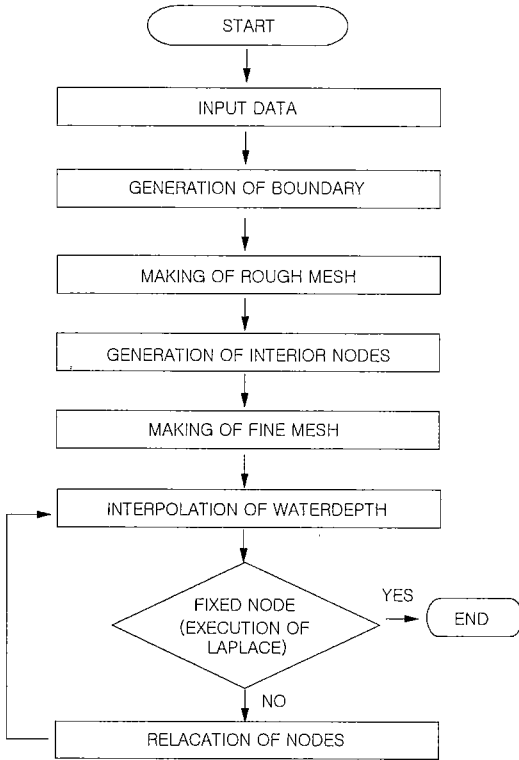 START
INPUT DATA
GENERATION OF BOUNDARY
MAKING OF ROUGH MESH
GENERATION OF INTERIOR NODES
MAKING OF FINE MESH
INTERPOLATION OF WATERDEPTH
FIXED NODE
(EXECUTION OF
LAPLACE)
YES
END
NO
RELACATION OF NODES